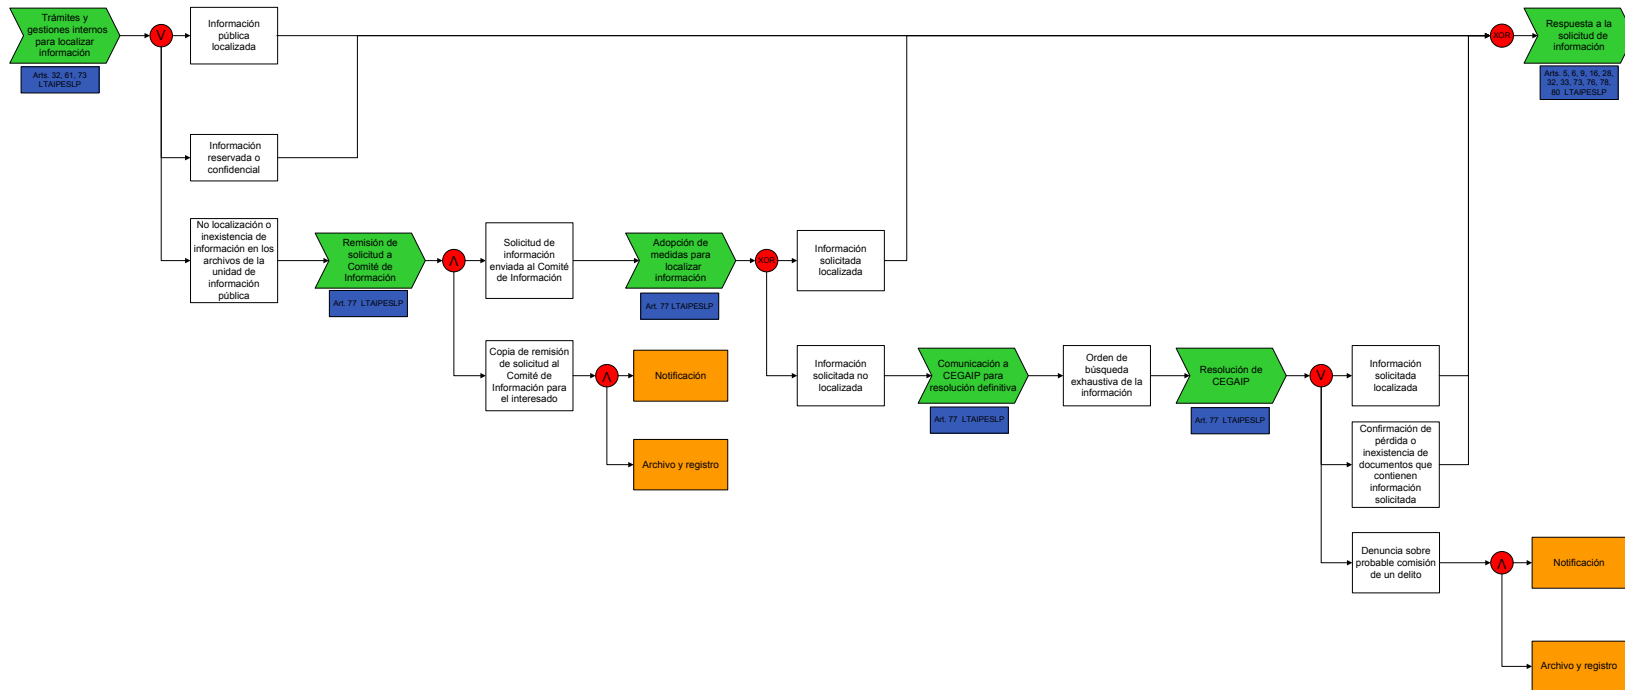 Trámites y
gestiones internos
para localizar
información
Arts. 32, 61, 73
LTAIPESLP
V
Información
pública
localizada
XOR
Respuesta a la
solicitud de
información
Arts. 5, 6, 9, 16, 28,
32, 33, 73, 76, 78,
80 LTAIPESLP
Información
reservada o
confidencial
No localización o
inexistencia de
información en los
archivos de la
unidad de
información
pública
Remisión de
solicitud a
Comité de
Información
Art. 77 LTAIPESLP
Λ
Solicitud de
información
enviada al Comité
de Información
Adopción de
medidas para
localizar
información
Art. 77 LTAIPESLP
XOR
Información
solicitada
localizada
Copia de remisión
de solicitud al
Comité de
Información para
el interesado
Λ
Notificación
Archivo y registro
Información
solicitada no
localizada
Comunicación a
CEGAIP para
resolución definitiva
Art. 77 LTAIPESLP
Orden de
búsqueda
exhaustiva de la
información
Resolución de
CEGAIP
Art. 77 LTAIPESLP
V
Información
solicitada
localizada
Confirmación de
pérdida o
inexistencia de
documentos que
contienen
información
solicitada
Denuncia sobre
probable comisión
de un delito
Λ
Notificación
Archivo y registro